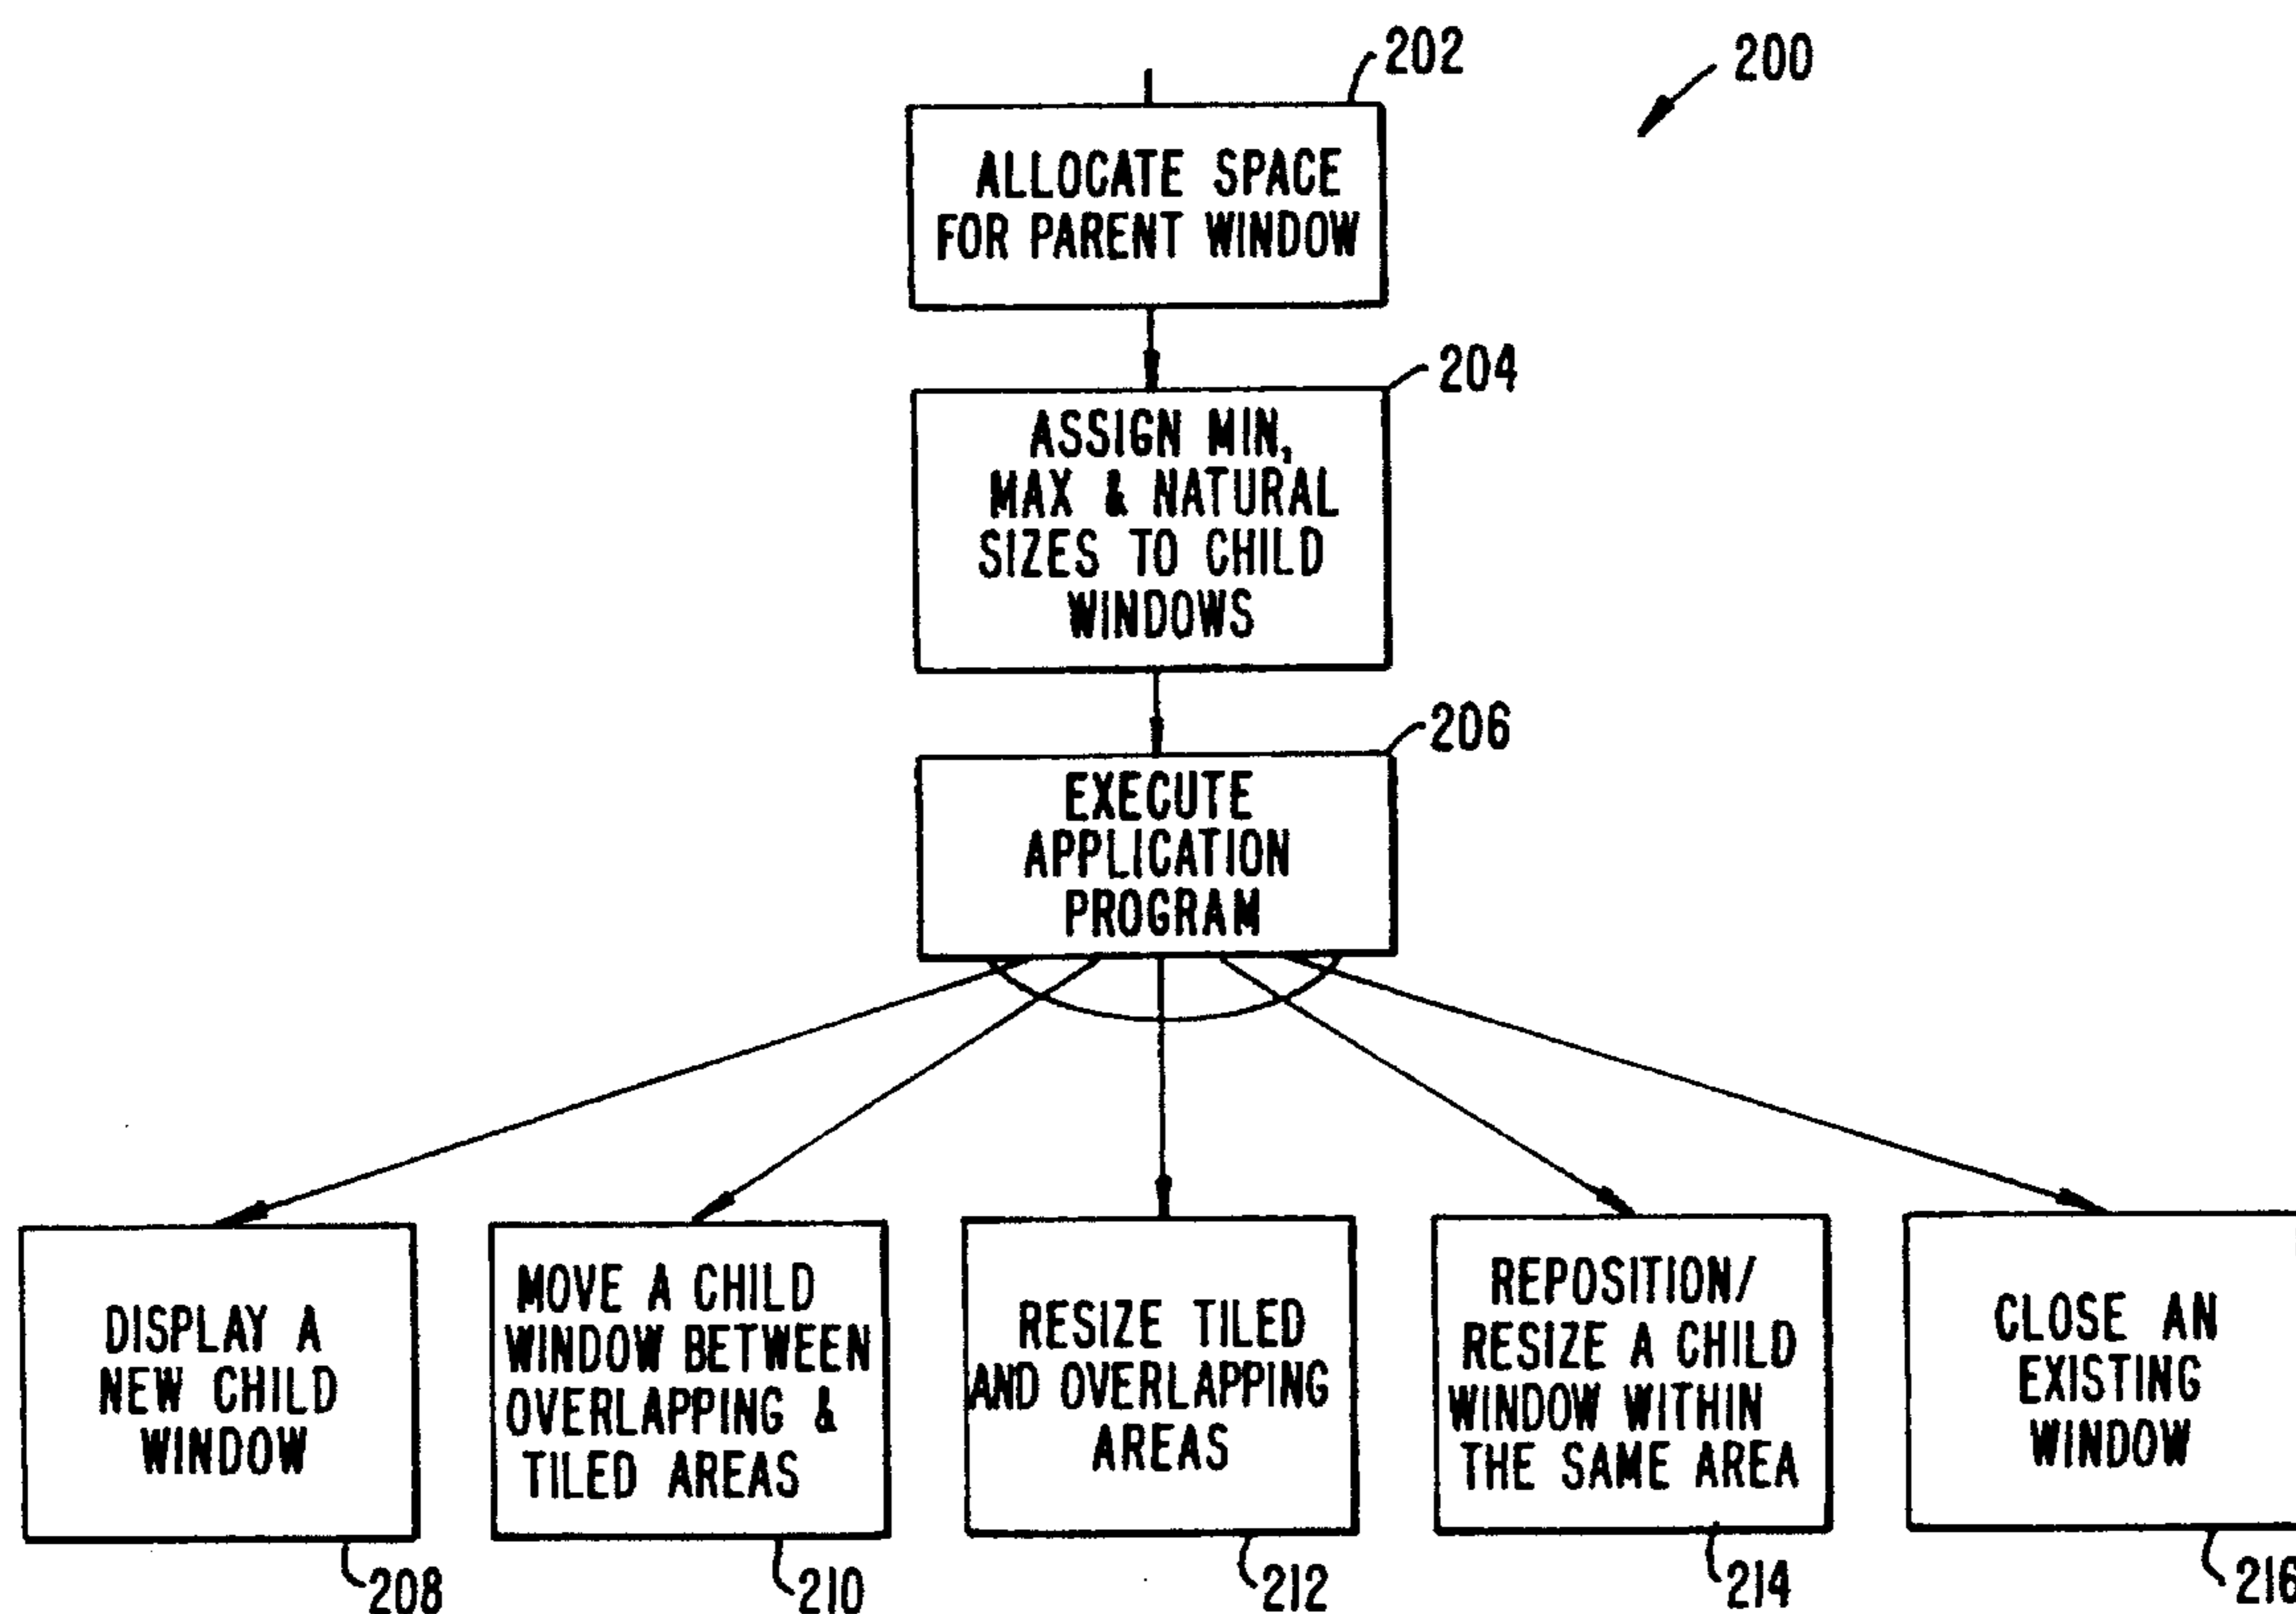 202
200
ALLOCATE SPACE
FOR PARENT WINDOW
204
ASSIGN MIN,
MAX & NATURAL
SIZES TO CHILD
WINDOWS
206
EXECUTE
APPLICATION
PROGRAM
DISPLAY A
NEW CHILD
WINDOW
208
MOVE A CHILD
WINDOW BETWEEN
OVERLAPPING &
TILED AREAS
210
RESIZE TILED
AND OVERLAPPING
AREAS
212
REPOSITION/
RESIZE A CHILD
WINDOW WITHIN
THE SAME AREA
214
CLOSE AN
EXISTING
WINDOW
216